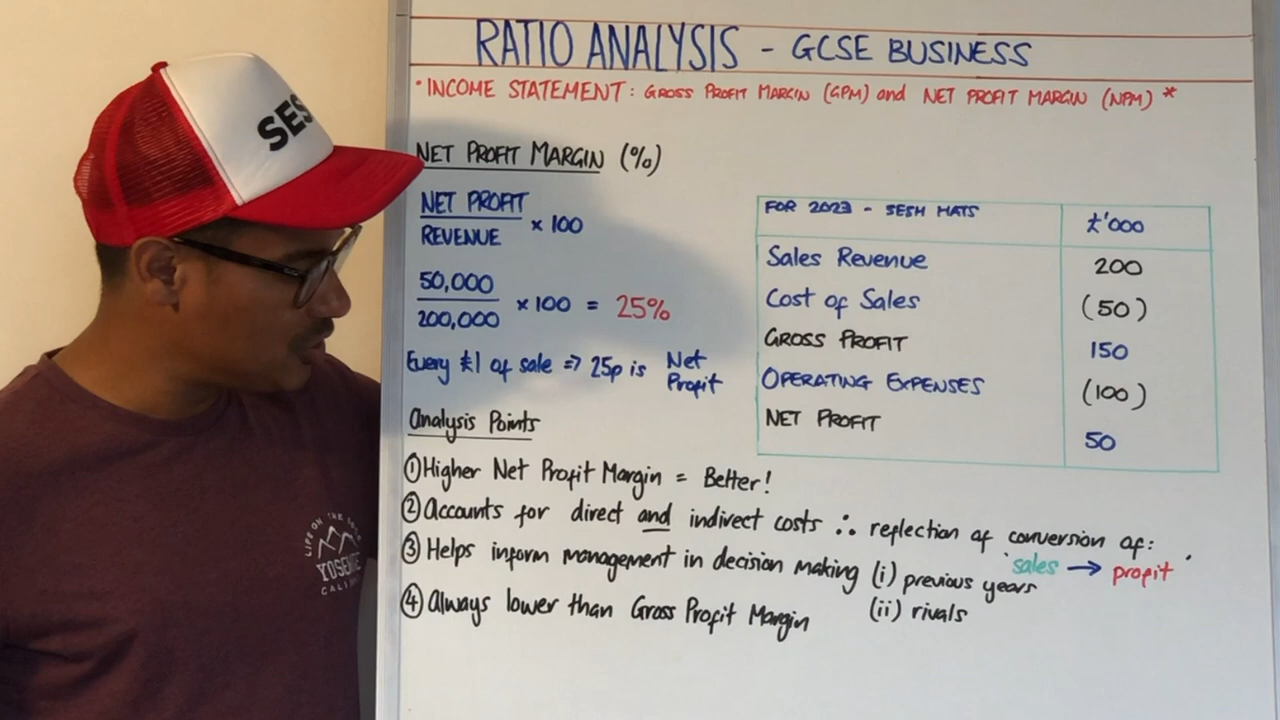 RATIO ANALYSIS - GCSE BUSINESS
* INCOME STATEMENT: GROSS PROFIT MARGIN (GPM) and NET PROFIT MARGIN (NPM) *
NET PROFIT MARGIN (%)
NET PROFIT
REVENUE
x 100
50,000
200,000
x 100 = 25%
Every £1 of sale => 25p is Net
Profit
FOR 2023 - SESH HATS £'000
Sales Revenue 200
Cost of Sales (50)
GROSS PROFIT 150
OPERATING EXPENSES (100)
NET PROFIT 50
Analysis Points
① Higher Net Profit Margin = Better!
② Accounts for direct and indirect costs ∴ reflection of conversion of:
sales → profit
③ Helps inform management in decision making (i) previous years
(ii) rivals
④ Always lower than Gross Profit Margin
SES
LIFE ON THE